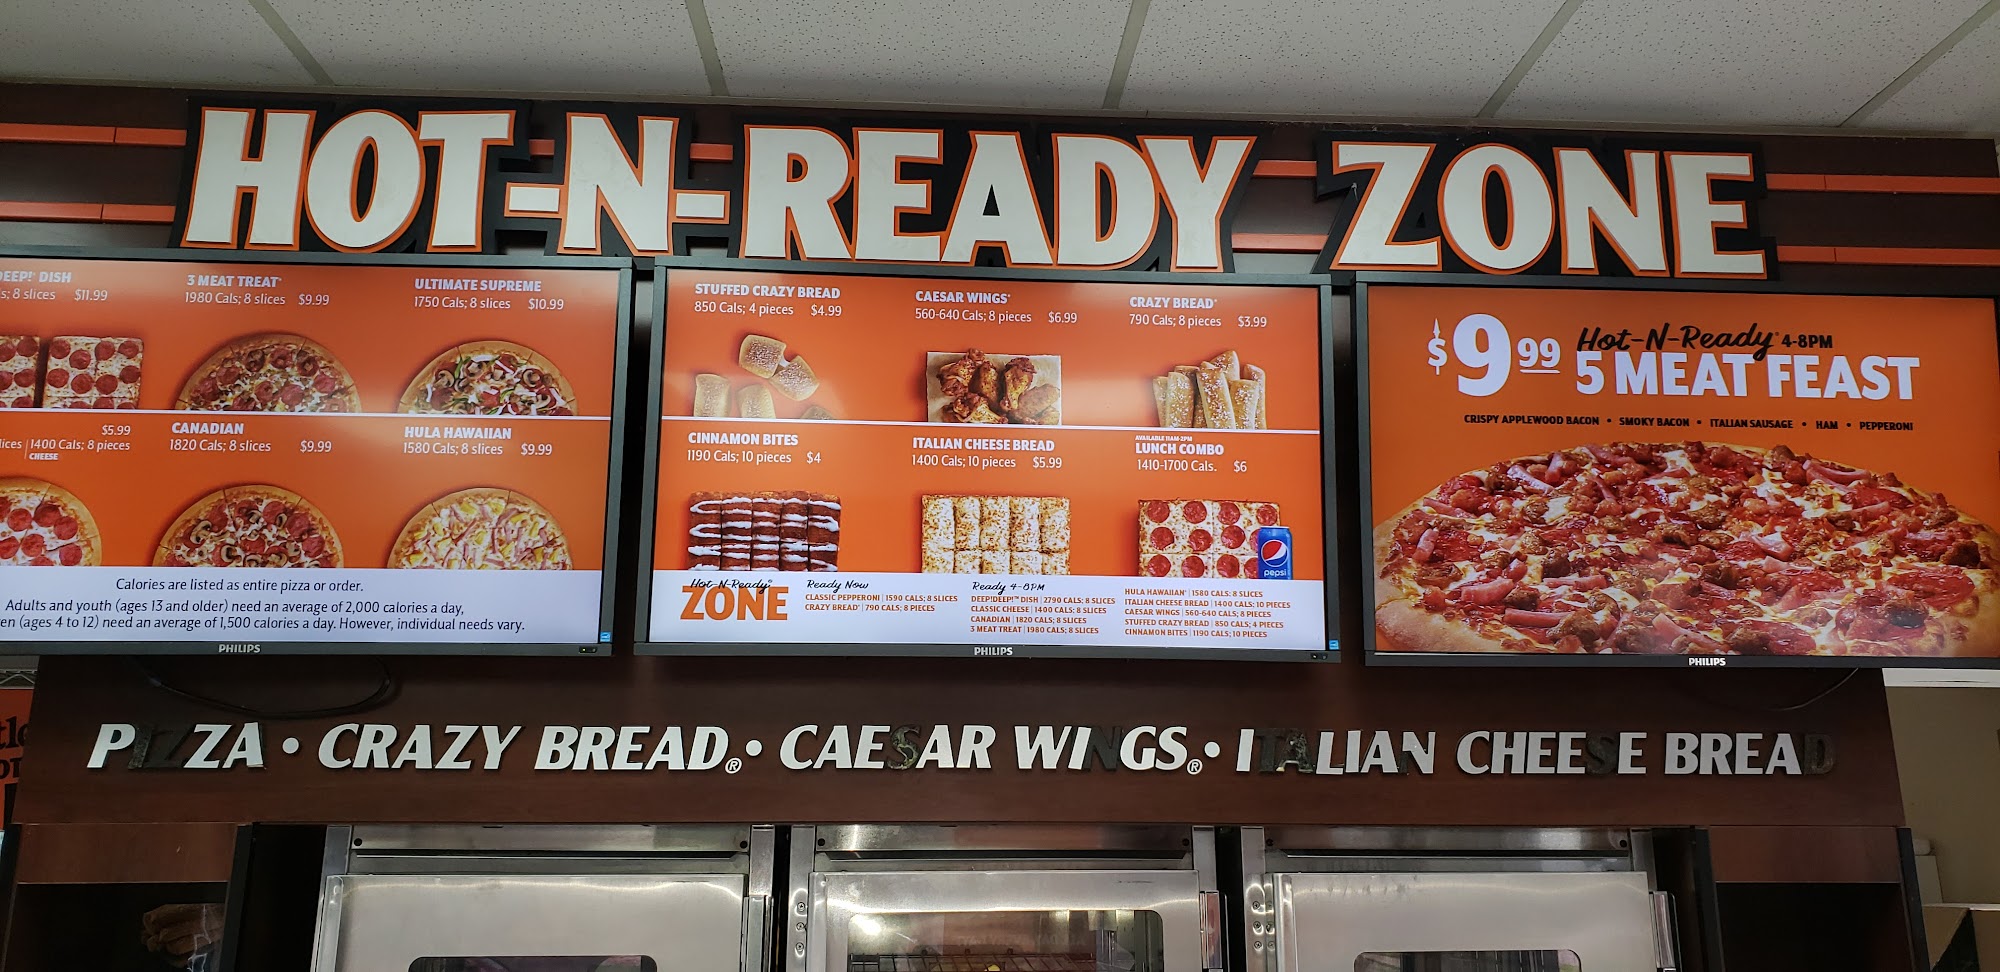 HOT-N-READY ZONE
DEEP!™ DISH
8 slices $11.99
3 MEAT TREAT®
1980 Cals; 8 slices $9.99
ULTIMATE SUPREME
1750 Cals; 8 slices $10.99
$5.99
1400 Cals; 8 pieces
CHEESE
CANADIAN
1820 Cals; 8 slices $9.99
HULA HAWAIIAN
1580 Cals; 8 slices $9.99
Calories are listed as entire pizza or order.
Adults and youth (ages 13 and older) need an average of 2,000 calories a day,
(ages 4 to 12) need an average of 1,500 calories a day. However, individual needs vary.
PHILIPS
STUFFED CRAZY BREAD
850 Cals; 4 pieces $4.99
CAESAR WINGS®
560-640 Cals; 8 pieces $6.99
CRAZY BREAD®
790 Cals; 8 pieces $3.99
CINNAMON BITES
1190 Cals; 10 pieces $4
ITALIAN CHEESE BREAD
1400 Cals; 10 pieces $5.99
AVAILABLE 11AM-2PM
LUNCH COMBO
1410-1700 Cals. $6
pepsi
Hot-N-Ready®
ZONE
Ready Now
CLASSIC PEPPERONI | 1590 CALS; 8 SLICES
CRAZY BREAD® | 790 CALS; 8 PIECES
Ready 4-8PM
DEEP!DEEP!™ DISH | 2790 CALS; 8 SLICES
CLASSIC CHEESE | 1400 CALS; 8 SLICES
CANADIAN | 1820 CALS; 8 SLICES
3 MEAT TREAT | 1980 CALS; 8 SLICES
HULA HAWAIIAN® | 1580 CALS; 8 SLICES
ITALIAN CHEESE BREAD | 1400 CALS; 10 PIECES
CAESAR WINGS | 560-640 CALS; 8 PIECES
STUFFED CRAZY BREAD | 850 CALS; 4 PIECES
CINNAMON BITES | 1190 CALS; 10 PIECES
PHILIPS
$9.99 Hot-N-Ready® 4-8PM
5 MEAT FEAST
CRISPY APPLEWOOD BACON • SMOKY BACON • ITALIAN SAUSAGE • HAM • PEPPERONI
PHILIPS
PIZZA • CRAZY BREAD® • CAESAR WINGS® • ITALIAN CHEESE BREAD